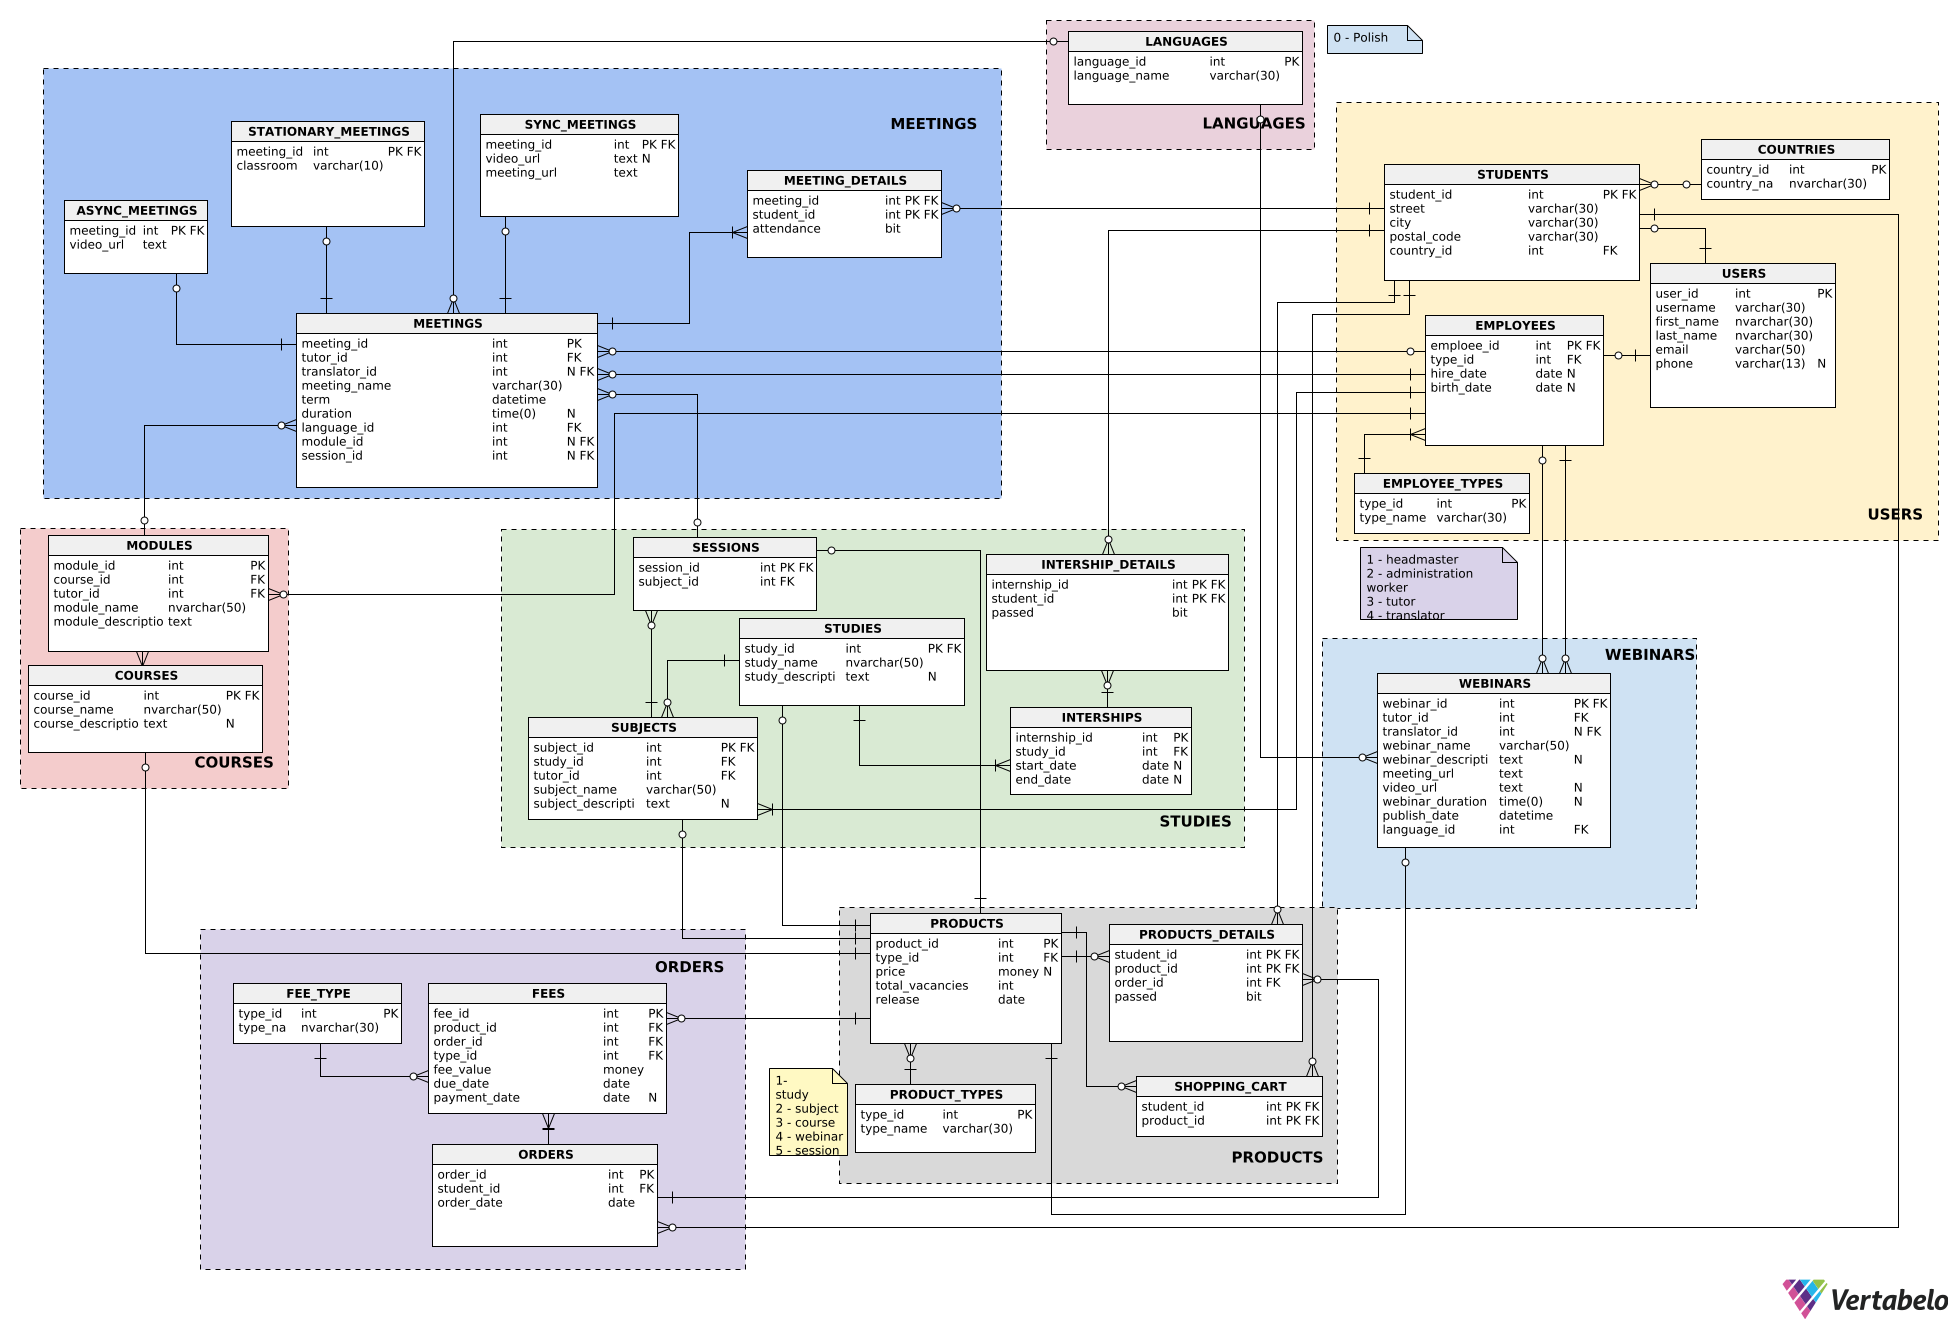 LANGUAGES
language_id int PK
language_name varchar(30)
LANGUAGES
0 - Polish
MEETINGS
STATIONARY_MEETINGS
meeting_id int PK FK
classroom varchar(10)
SYNC_MEETINGS
meeting_id int PK FK
video_url text N
meeting_url text
MEETING_DETAILS
meeting_id int PK FK
student_id int PK FK
attendance bit
ASYNC_MEETINGS
meeting_id int PK FK
video_url text
MEETINGS
meeting_id int PK
tutor_id int FK
translator_id int N FK
meeting_name varchar(30)
term datetime
duration time(0) N
language_id int FK
module_id int N FK
session_id int N FK
COUNTRIES
country_id int PK
country_na nvarchar(30)
STUDENTS
student_id int PK FK
street varchar(30)
city varchar(30)
postal_code varchar(30)
country_id int FK
USERS
user_id int PK
username varchar(30)
first_name nvarchar(30)
last_name nvarchar(30)
email varchar(50)
phone varchar(13) N
EMPLOYEES
emploee_id int PK FK
type_id int FK
hire_date date N
birth_date date N
EMPLOYEE_TYPES
type_id int PK
type_name varchar(30)
USERS
1 - headmaster
2 - administration
worker
3 - tutor
4 - translator
MODULES
module_id int PK
course_id int FK
tutor_id int FK
module_name nvarchar(50)
module_descriptio text
COURSES
course_id int PK FK
course_name nvarchar(50)
course_descriptio text N
COURSES
SESSIONS
session_id int PK FK
subject_id int FK
INTERSHIP_DETAILS
internship_id int PK FK
student_id int PK FK
passed bit
STUDIES
study_id int PK FK
study_name nvarchar(50)
study_descripti text N
SUBJECTS
subject_id int PK FK
study_id int FK
tutor_id int FK
subject_name varchar(50)
subject_descripti text N
INTERSHIPS
internship_id int PK
study_id int FK
start_date date N
end_date date N
STUDIES
WEBINARS
WEBINARS
webinar_id int PK FK
tutor_id int FK
translator_id int N FK
webinar_name varchar(50)
webinar_descripti text N
meeting_url text
video_url text N
webinar_duration time(0) N
publish_date datetime
language_id int FK
ORDERS
FEE_TYPE
type_id int PK
type_na nvarchar(30)
FEES
fee_id int PK
product_id int FK
order_id int FK
type_id int FK
fee_value money
due_date date
payment_date date N
ORDERS
order_id int PK
student_id int FK
order_date date
PRODUCTS
product_id int PK
type_id int FK
price money N
total_vacancies int
release date
PRODUCTS_DETAILS
student_id int PK FK
product_id int PK FK
order_id int FK
passed bit
1-
study
2 - subject
3 - course
4 - webinar
5 - session
PRODUCT_TYPES
type_id int PK
type_name varchar(30)
SHOPPING_CART
student_id int PK FK
product_id int PK FK
PRODUCTS
Vertabelo